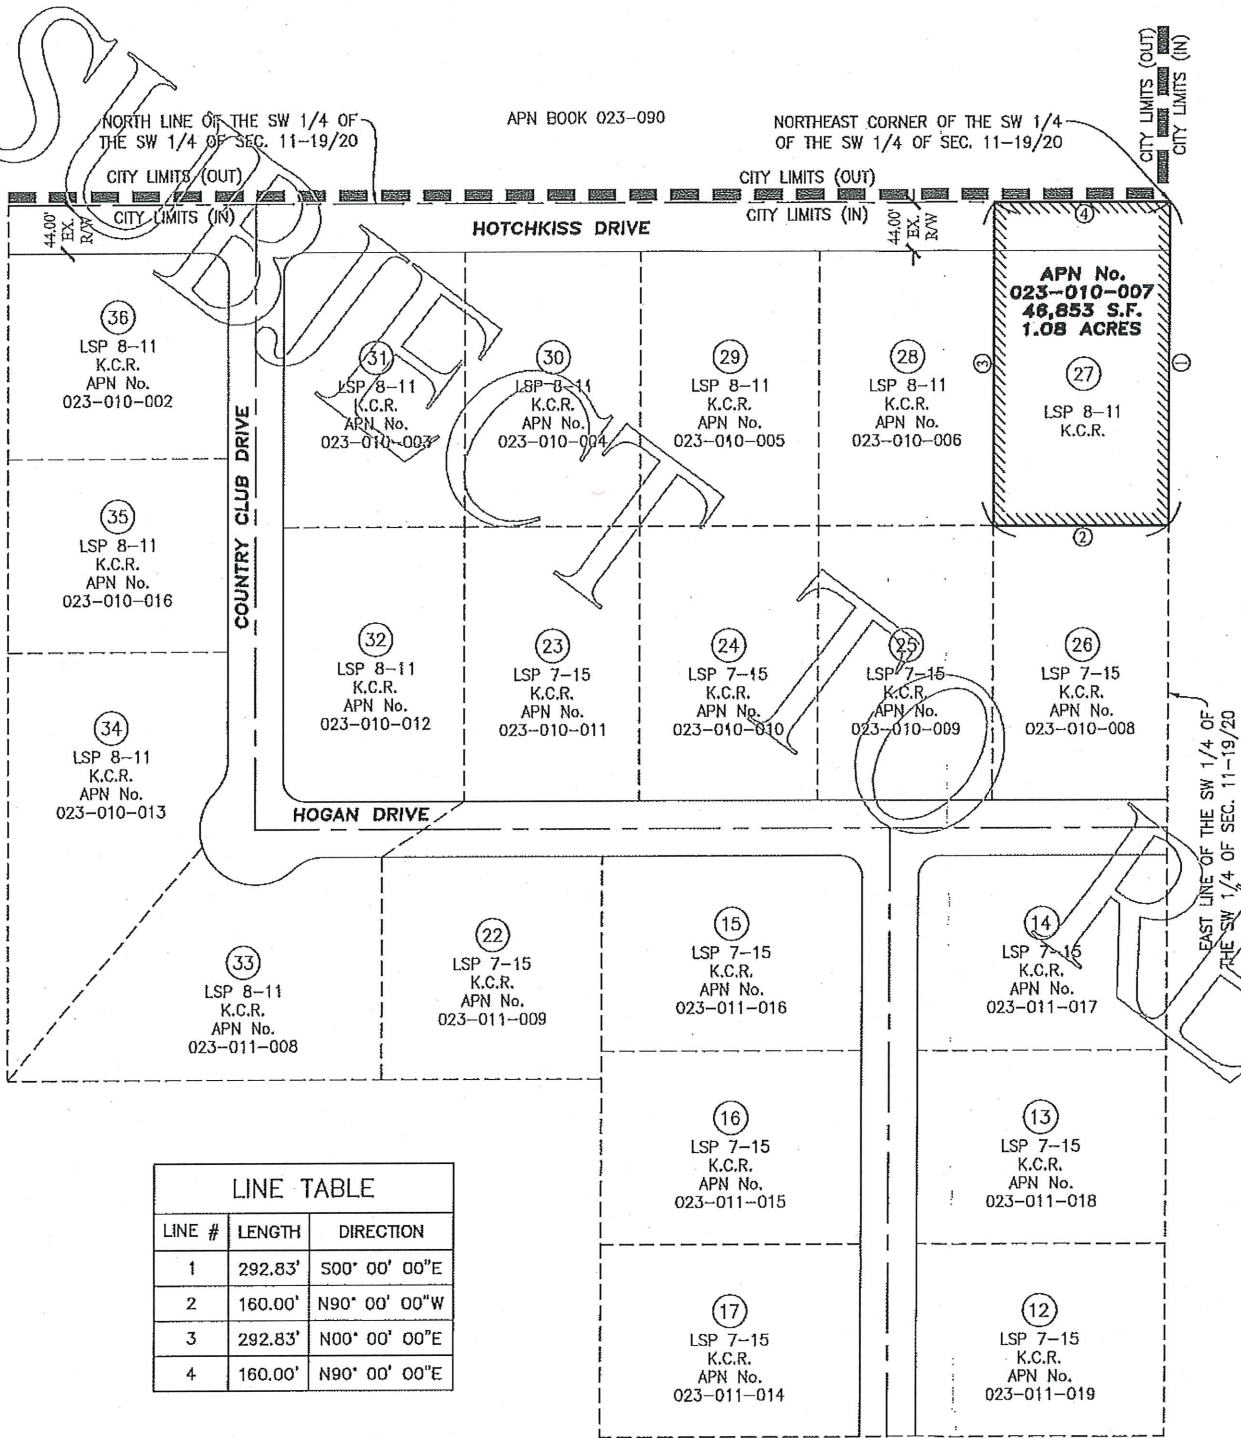 CITY LIMITS (OUT)
CITY LIMITS (IN)
NORTH LINE OF THE SW 1/4 OF
THE SW 1/4 OF SEC. 11-19/20
APN BOOK 023-090
NORTHEAST CORNER OF THE SW 1/4
OF THE SW 1/4 OF SEC. 11-19/20
CITY LIMITS (OUT)
CITY LIMITS (OUT)
CITY LIMITS (IN)
CITY LIMITS (IN)
44.00'
EX.
R/W
HOTCHKISS DRIVE
44.00'
EX.
R/W
4
APN No.
023-010-007
46,853 S.F.
1.08 ACRES
27
LSP 8-11
K.C.R.
3
1
2
36
LSP 8-11
K.C.R.
APN No.
023-010-002
31
LSP 8-11
K.C.R.
APN No.
023-010-003
30
LSP 8-11
K.C.R.
APN No.
023-010-004
29
LSP 8-11
K.C.R.
APN No.
023-010-005
28
LSP 8-11
K.C.R.
APN No.
023-010-006
COUNTRY CLUB DRIVE
35
LSP 8-11
K.C.R.
APN No.
023-010-016
34
LSP 8-11
K.C.R.
APN No.
023-010-013
32
LSP 8-11
K.C.R.
APN No.
023-010-012
23
LSP 7-15
K.C.R.
APN No.
023-010-011
24
LSP 7-15
K.C.R.
APN No.
023-010-010
25
LSP 7-15
K.C.R.
APN No.
023-010-009
26
LSP 7-15
K.C.R.
APN No.
023-010-008
EAST LINE OF THE SW 1/4 OF
THE SW 1/4 OF SEC. 11-19/20
HOGAN DRIVE
33
LSP 8-11
K.C.R.
APN No.
023-011-008
22
LSP 7-15
K.C.R.
APN No.
023-011-009
15
LSP 7-15
K.C.R.
APN No.
023-011-016
14
LSP 7-15
K.C.R.
APN No.
023-011-017
16
LSP 7-15
K.C.R.
APN No.
023-011-015
13
LSP 7-15
K.C.R.
APN No.
023-011-018
17
LSP 7-15
K.C.R.
APN No.
023-011-014
12
LSP 7-15
K.C.R.
APN No.
023-011-019
LINE TABLE
LINE # LENGTH DIRECTION
1 292.83' S00° 00' 00"E
2 160.00' N90° 00' 00"W
3 292.83' N00° 00' 00"E
4 160.00' N90° 00' 00"E
SUBJECT TO